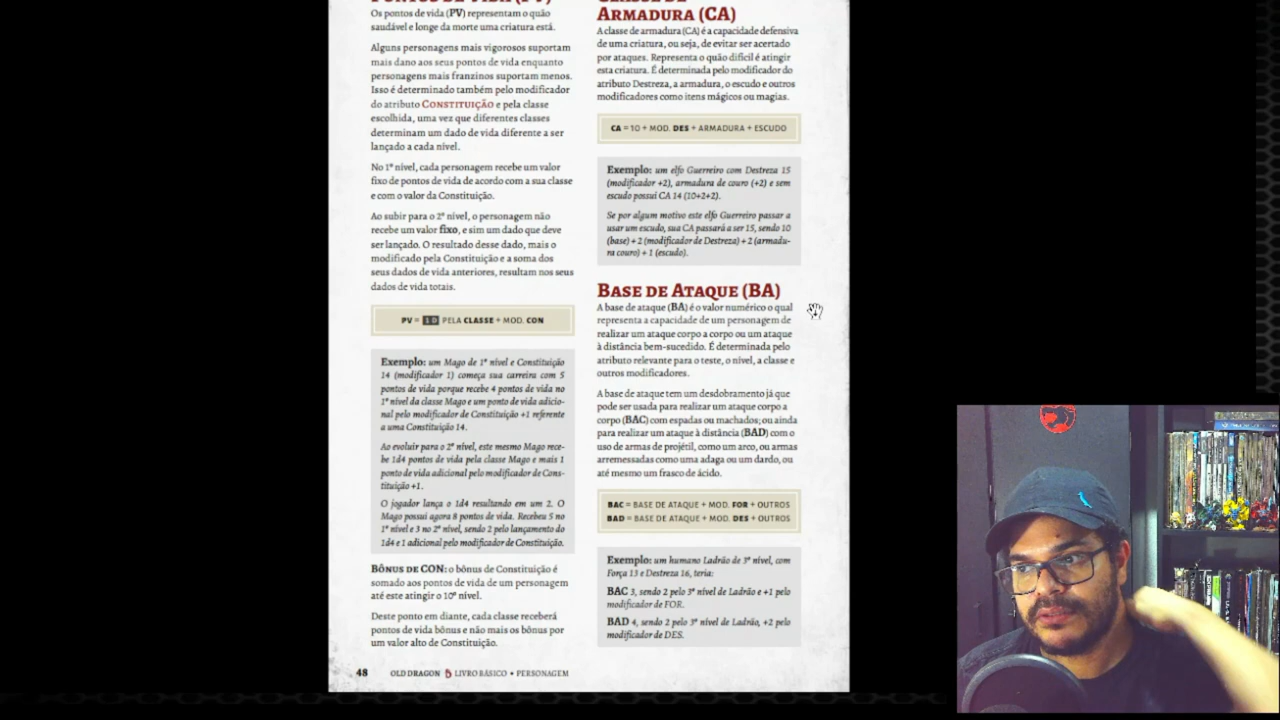 PONTOS DE VIDA (PV)
Os pontos de vida (PV) representam o quão
saudável e longe da morte uma criatura está.
Alguns personagens mais vigorosos suportam
mais dano aos seus pontos de vida enquanto
personagens mais franzinos suportam menos.
Isso é determinado também pelo modificador
do atributo CONSTITUIÇÃO e pela classe
escolhida, uma vez que diferentes classes
determinam um dado de vida diferente a ser
lançado a cada nível.
No 1º nível, cada personagem recebe um valor
fixo de pontos de vida de acordo com a sua classe
e com o valor da Constituição.
Ao subir para o 2º nível, o personagem não
recebe um valor fixo, e sim um dado que deve
ser lançado. O resultado desse dado, mais o
modificado pela Constituição e a soma dos
seus dados de vida anteriores, resultam nos seus
dados de vida totais.
PV = PELA CLASSE + MOD. CON
Exemplo: um Mago de 1º nível e Constituição
14 (modificador 1) começa sua carreira com 5
pontos de vida porque recebe 4 pontos de vida no
1º nível da classe Mago e um ponto de vida adicio-
nal pelo modificador de Constituição +1 referente
a uma Constituição 14.
Ao evoluir para o 2º nível, este mesmo Mago rece-
be 1d4 pontos de vida pela classe Mago e mais 1
ponto de vida adicional pelo modificador de Cons-
tituição +1.
O jogador lança o 1d4 resultando em um 2. O
Mago possui agora 8 pontos de vida. Recebeu 5 no
1º nível e 3 no 2º nível, sendo 2 pelo lançamento do
1d4 e 1 adicional pelo modificador de Constituição.
BÔNUS DE CON: o bônus de Constituição é
somado aos pontos de vida de um personagem
até este atingir o 10º nível.
Deste ponto em diante, cada classe receberá
pontos de vida bônus e não mais os bônus por
um valor alto de Constituição.
48 OLD DRAGON LIVRO BÁSICO • PERSONAGEM
CLASSE DE
ARMADURA (CA)
A classe de armadura (CA) é a capacidade defensiva
de uma criatura, ou seja, de evitar ser acertado
por ataques. Representa o quão difícil é atingir
esta criatura. É determinada pelo modificador do
atributo Destreza, a armadura, o escudo e outros
modificadores como itens mágicos ou magias.
CA = 10 + MOD. DES + ARMADURA + ESCUDO
Exemplo: um elfo Guerreiro com Destreza 15
(modificador +2), armadura de couro (+2) e sem
escudo possui CA 14 (10+2+2).
Se por algum motivo este elfo Guerreiro passar a
usar um escudo, sua CA passará a ser 15, sendo 10
(base) + 2 (modificador de Destreza) + 2 (armadu-
ra couro) + 1 (escudo).
BASE DE ATAQUE (BA)
A base de ataque (BA) é o valor numérico o qual
representa a capacidade de um personagem de
realizar um ataque corpo a corpo ou um ataque
à distância bem-sucedido. É determinada pelo
atributo relevante para o teste, o nível, a classe e
outros modificadores.
A base de ataque tem um desdobramento já que
pode ser usada para realizar um ataque corpo a
corpo (BAC) com espadas ou machados; ou ainda
para realizar um ataque à distância (BAD) com o
uso de armas de projétil, como um arco, ou armas
arremessadas como uma adaga ou um dardo, ou
até mesmo um frasco de ácido.
BAC = BASE DE ATAQUE + MOD. FOR + OUTROS
BAD = BASE DE ATAQUE + MOD. DES + OUTROS
Exemplo: um humano Ladrão de 3º nível, com
Força 13 e Destreza 16, teria:
BAC 3, sendo 2 pelo 3º nível de Ladrão e +1 pelo
modificador de FOR.
BAD 4, sendo 2 pelo 3º nível de Ladrão, +2 pelo
modificador de DES.